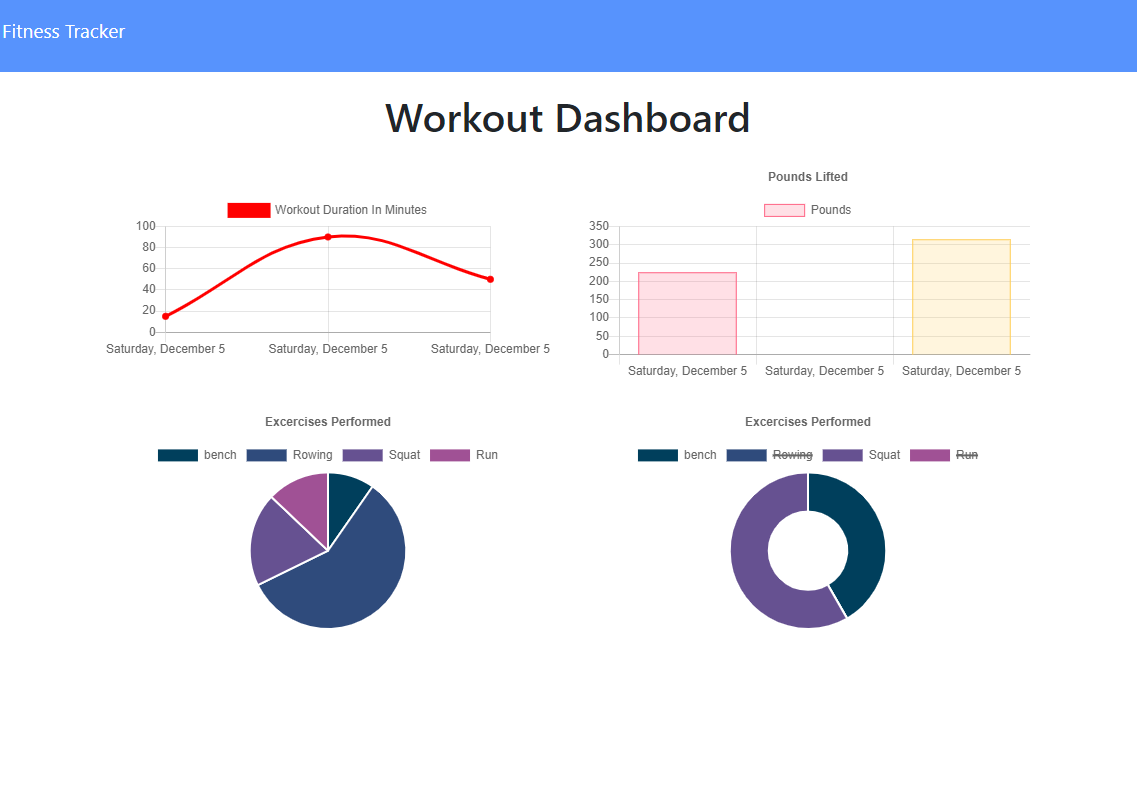 Fitness Tracker
Workout Dashboard
Workout Duration In Minutes
100
80
60
40
20
0
Saturday, December 5 Saturday, December 5 Saturday, December 5
Pounds Lifted
Pounds
350
300
250
200
150
100
50
0
Saturday, December 5 Saturday, December 5 Saturday, December 5
Excercises Performed
bench Rowing Squat Run
Excercises Performed
bench Rowing Squat Run